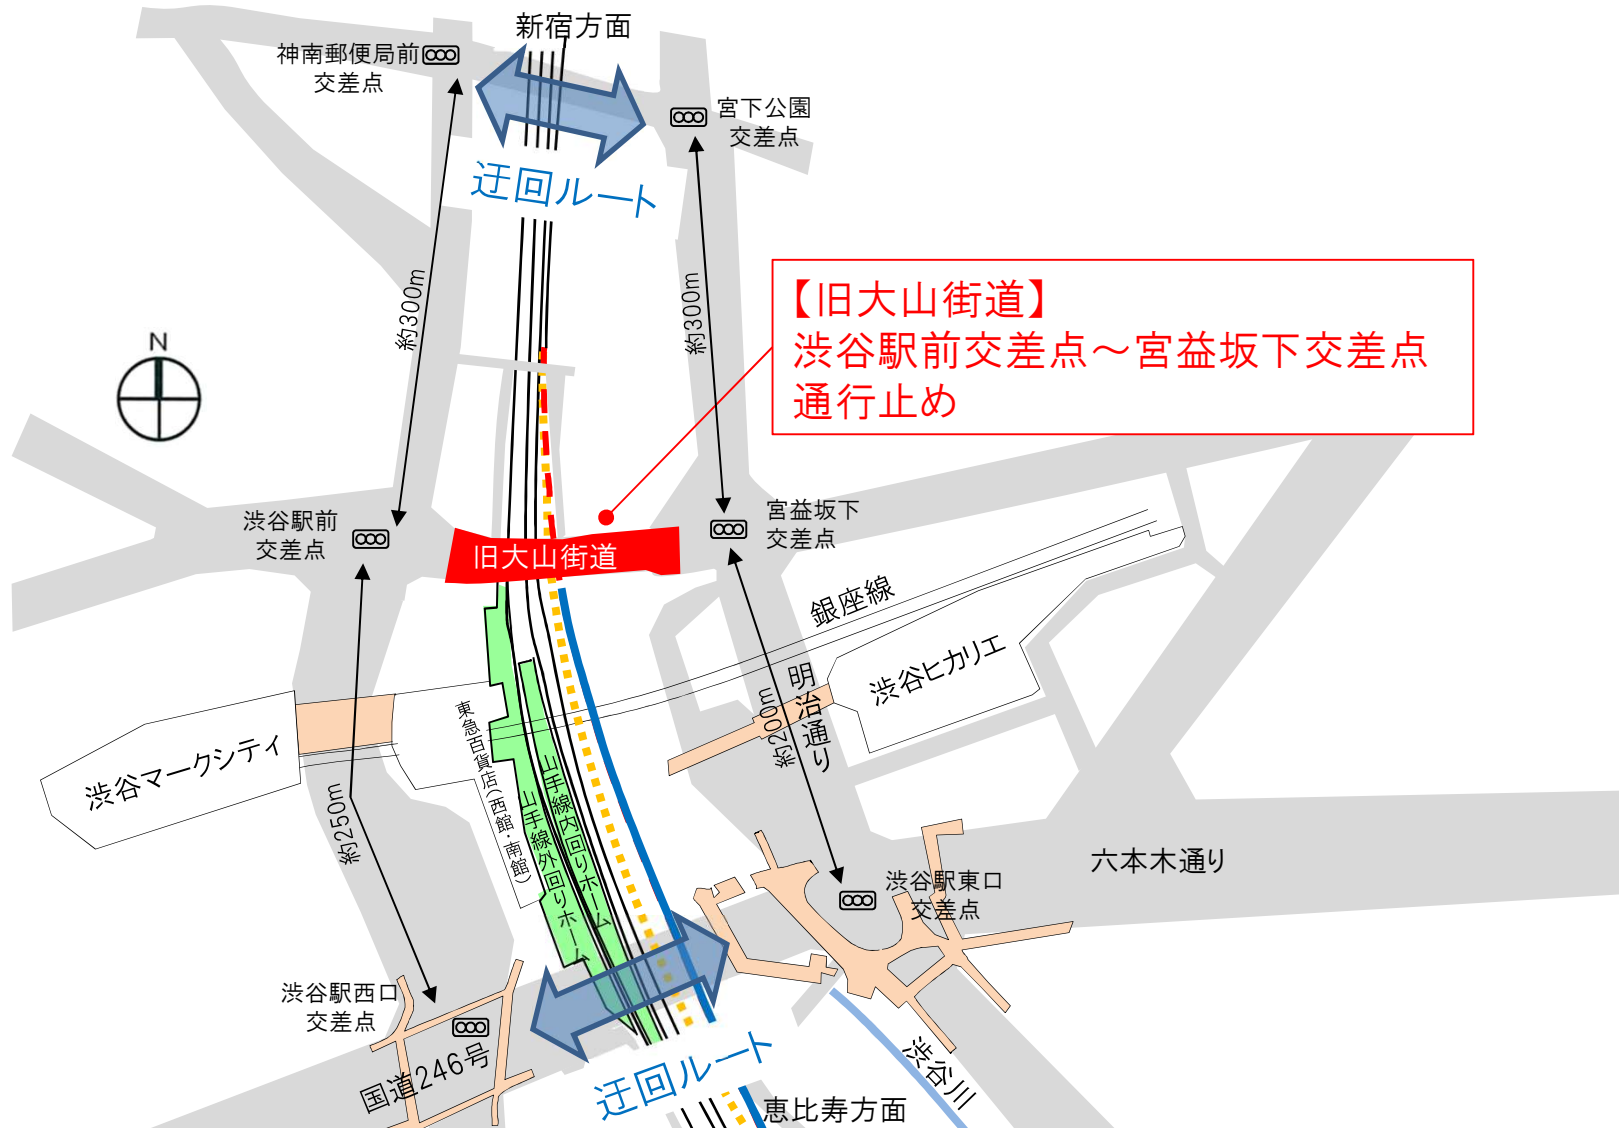 新宿方面
神南郵便局前
交差点
宮下公園
交差点
迂回ルート
約300m
約300m
【旧大山街道】
渋谷駅前交差点～宮益坂下交差点
通行止め
N
渋谷駅前
交差点
旧大山街道
宮益坂下
交差点
銀座線
渋谷ヒカリエ
明治通り
約200m
渋谷マークシティ
東急百貨店(西館・南館)
山手線内回りホーム
山手線外回りホーム
約250m
六本木通り
渋谷駅東口
交差点
渋谷駅西口
交差点
国道246号
迂回ルート
渋谷川
恵比寿方面